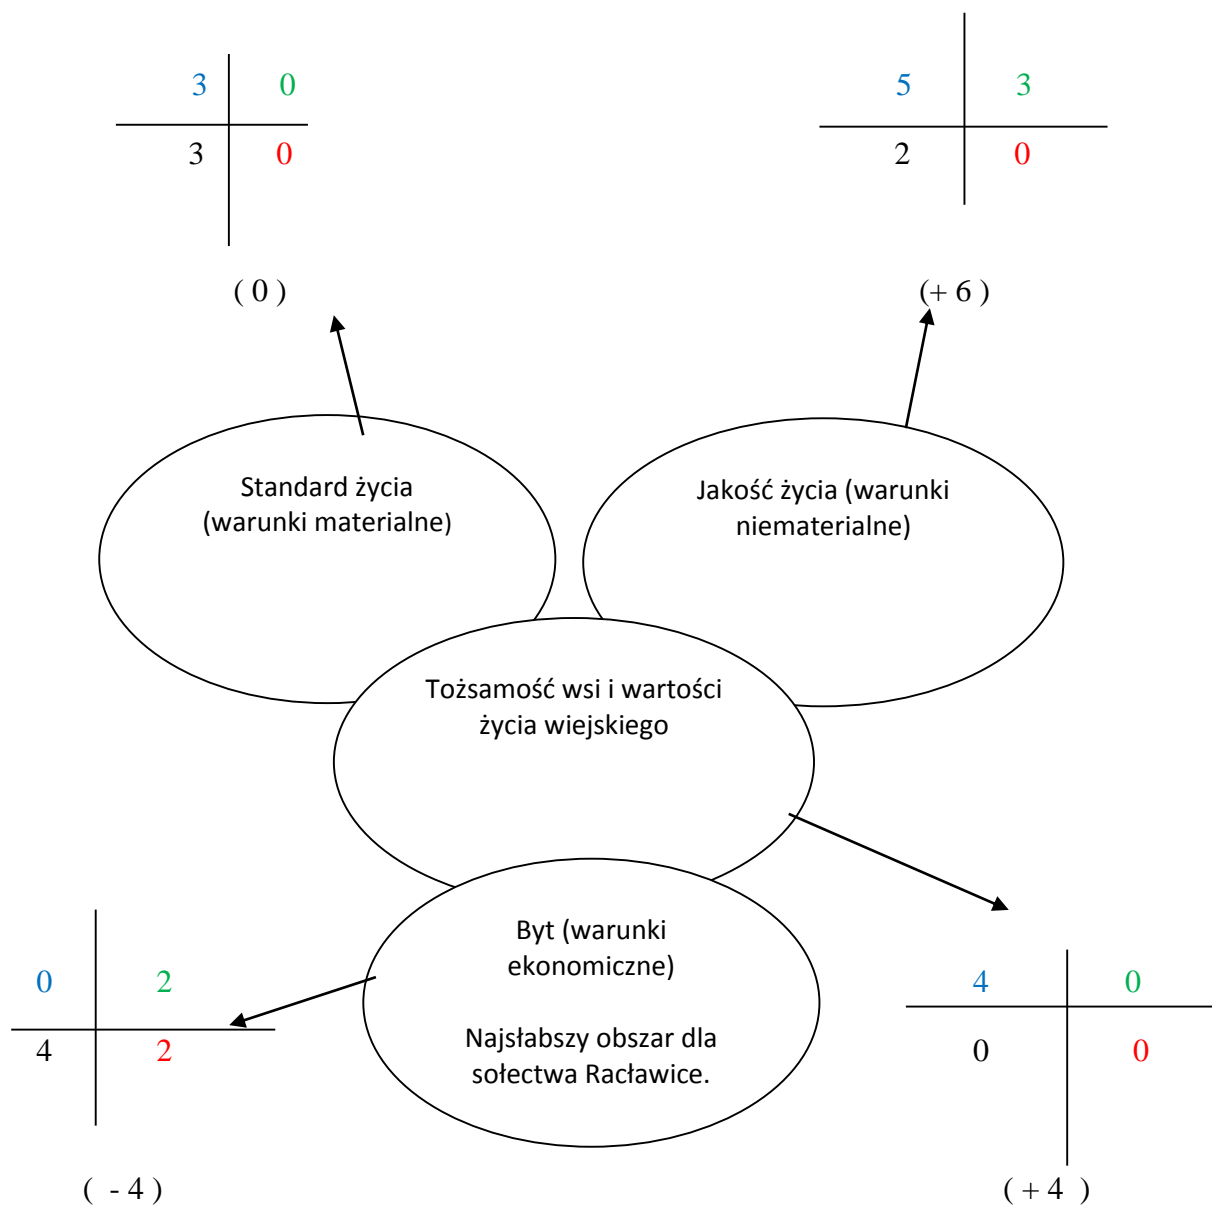 3 0
3 0
( 0 )
5 3
2 0
(+ 6 )
Standard życia
(warunki materialne)
Jakość życia (warunki
niematerialne)
Tożsamość wsi i wartości
życia wiejskiego
Byt (warunki
ekonomiczne)
Najsłabszy obszar dla
sołectwa Racławice.
0 2
4 2
( - 4 )
4 0
0 0
( + 4 )